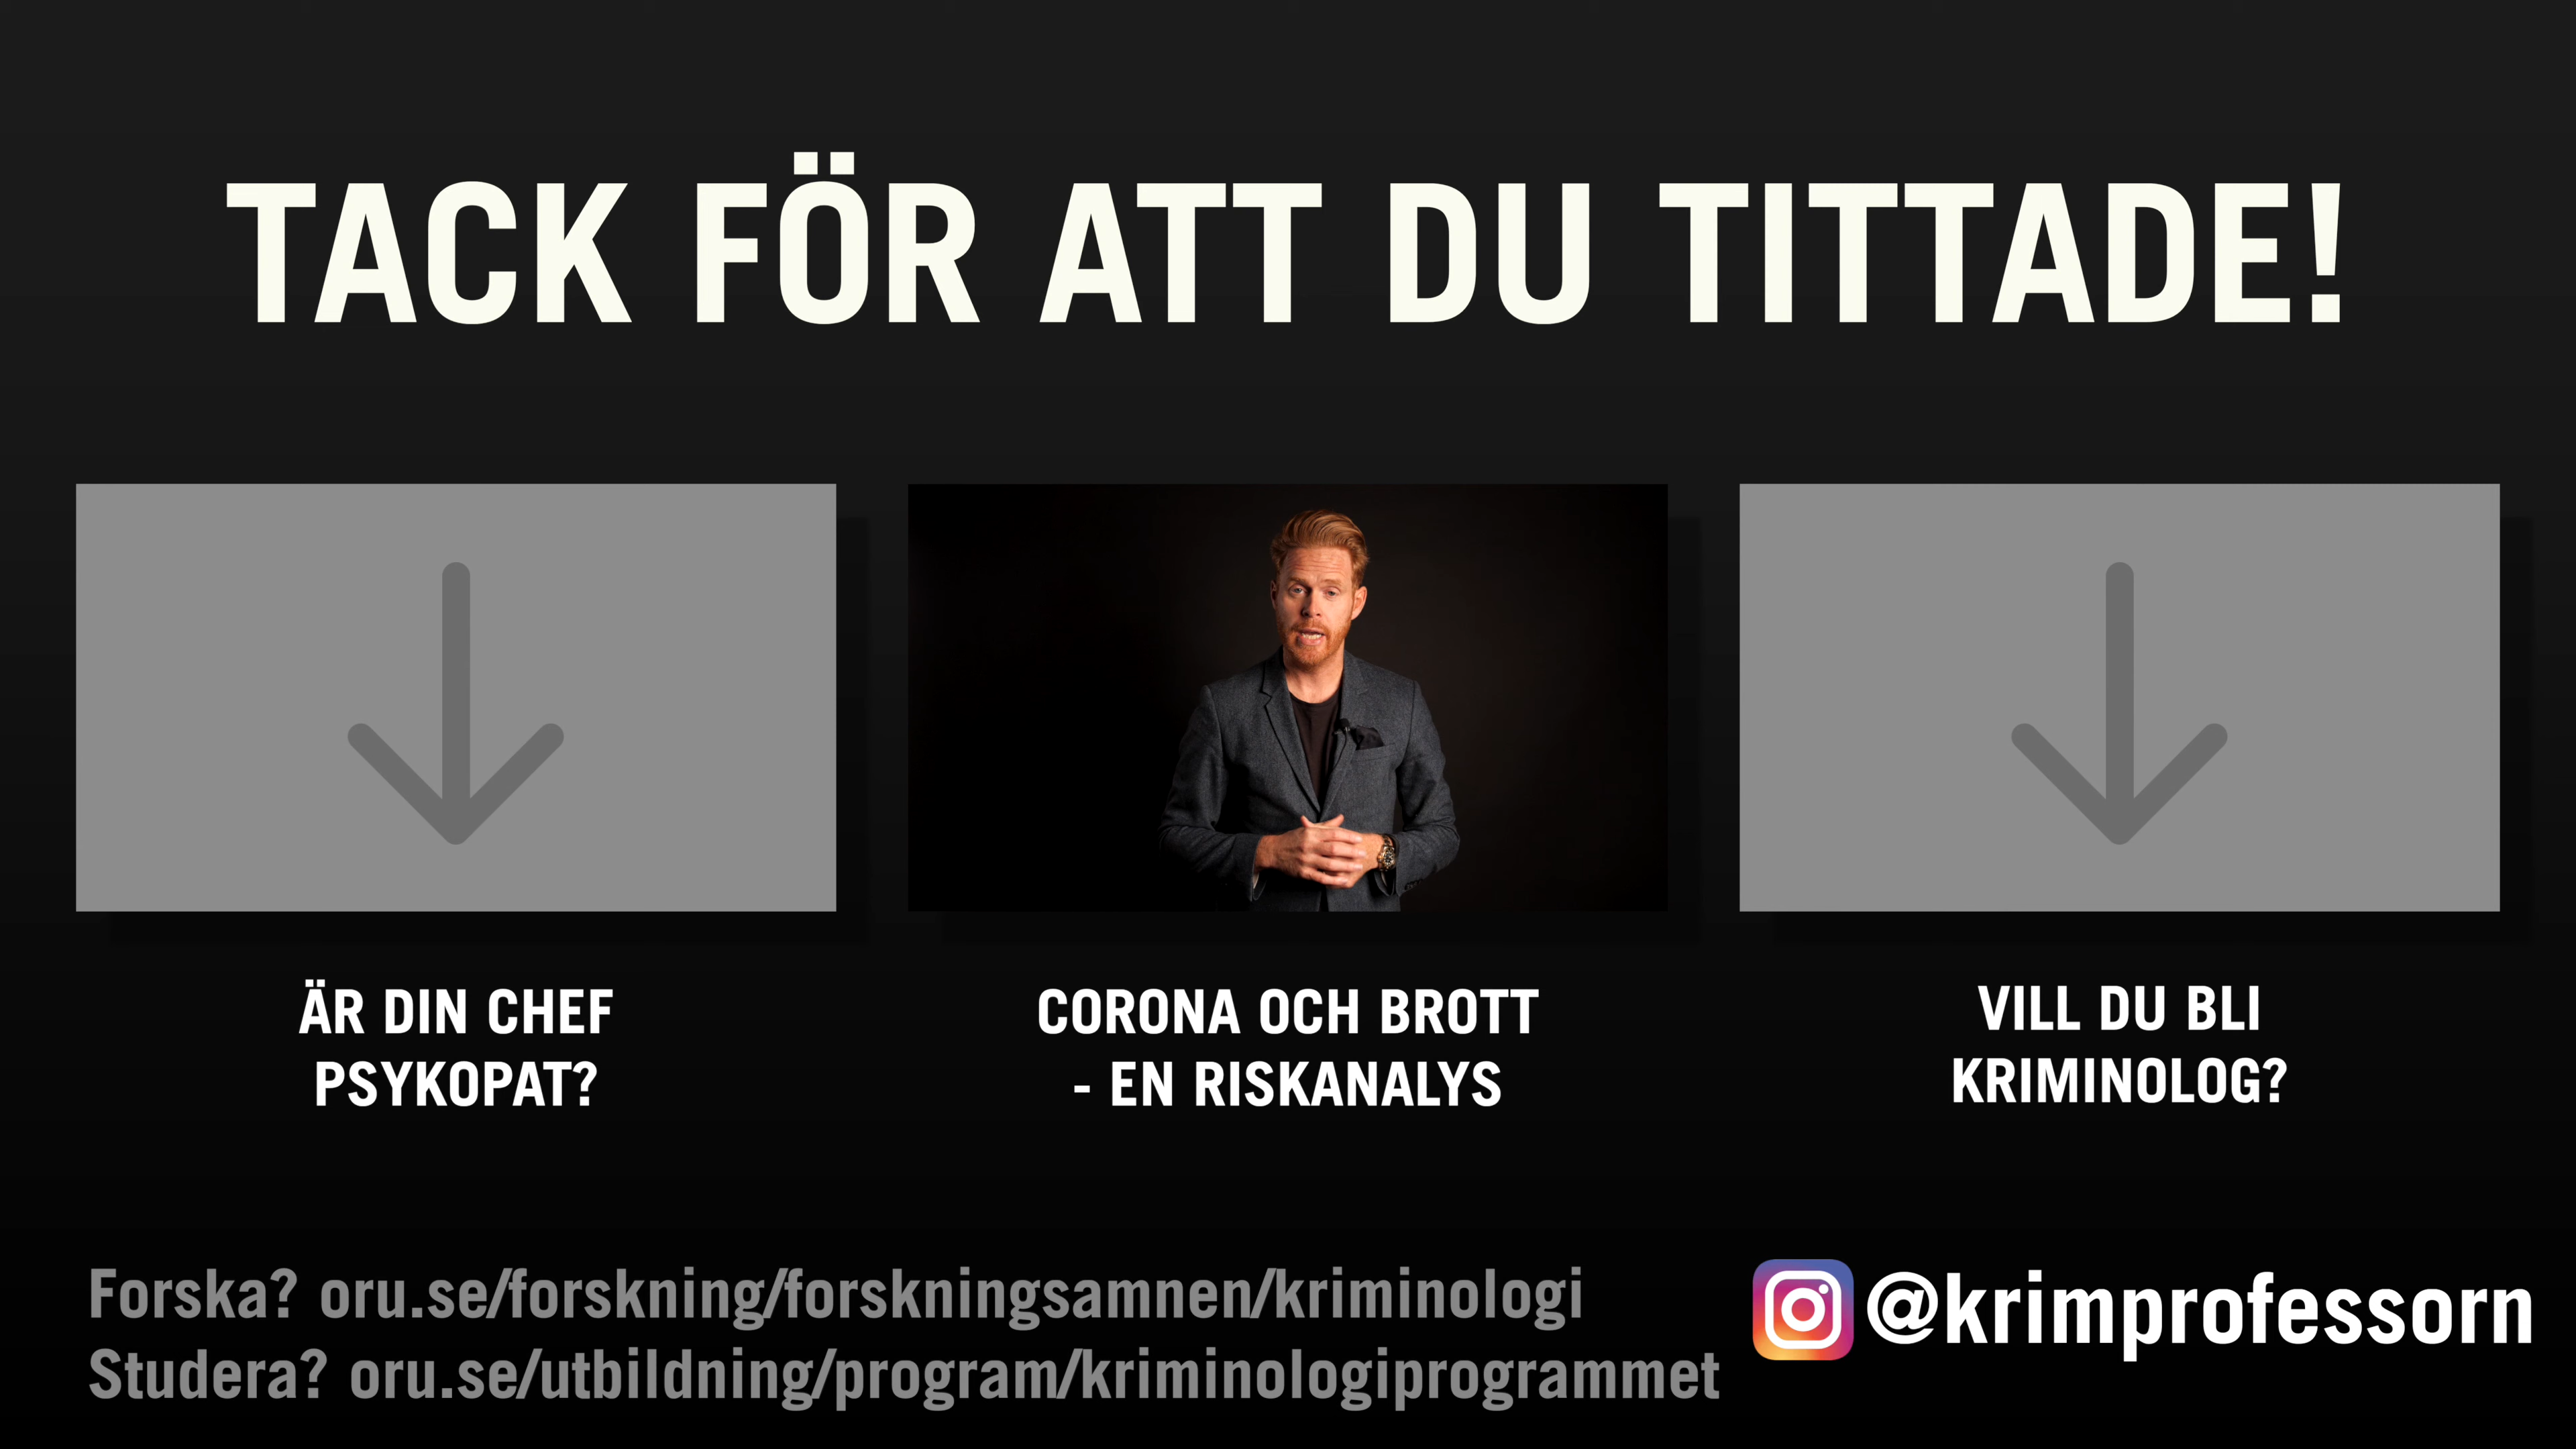 TACK FÖR ATT DU TITTADE!
ÄR DIN CHEF
PSYKOPAT?
CORONA OCH BROTT
- EN RISKANALYS
VILL DU BLI
KRIMINOLOG?
Forska? oru.se/forskning/forskningsamnen/kriminologi
Studera? oru.se/utbildning/program/kriminologiprogrammet
@krimprofessorn